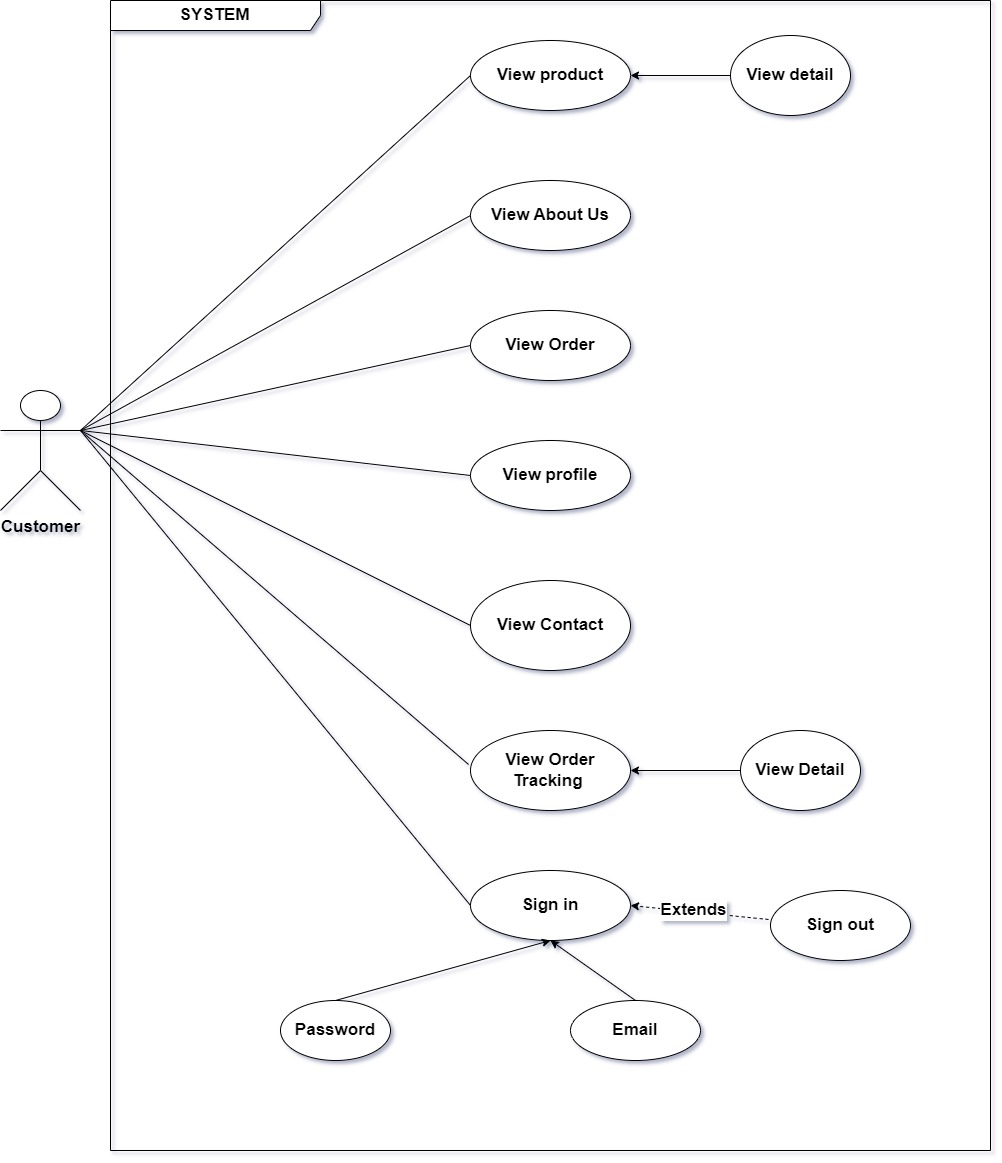 SYSTEM
View product
View detail
View About Us
View Order
View profile
Customer
View Contact
View Order
Tracking
View Detail
Sign in
Extends
Sign out
Password
Email